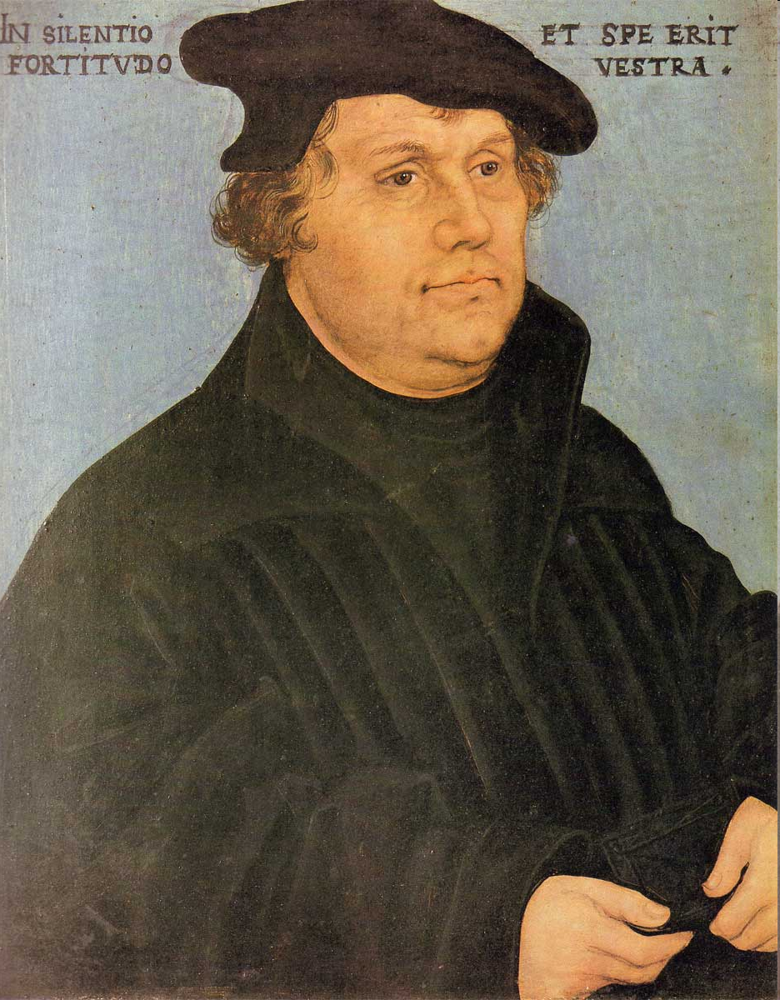 IN SILENTIO ET SPE ERIT
FORTITVDO VESTRA .